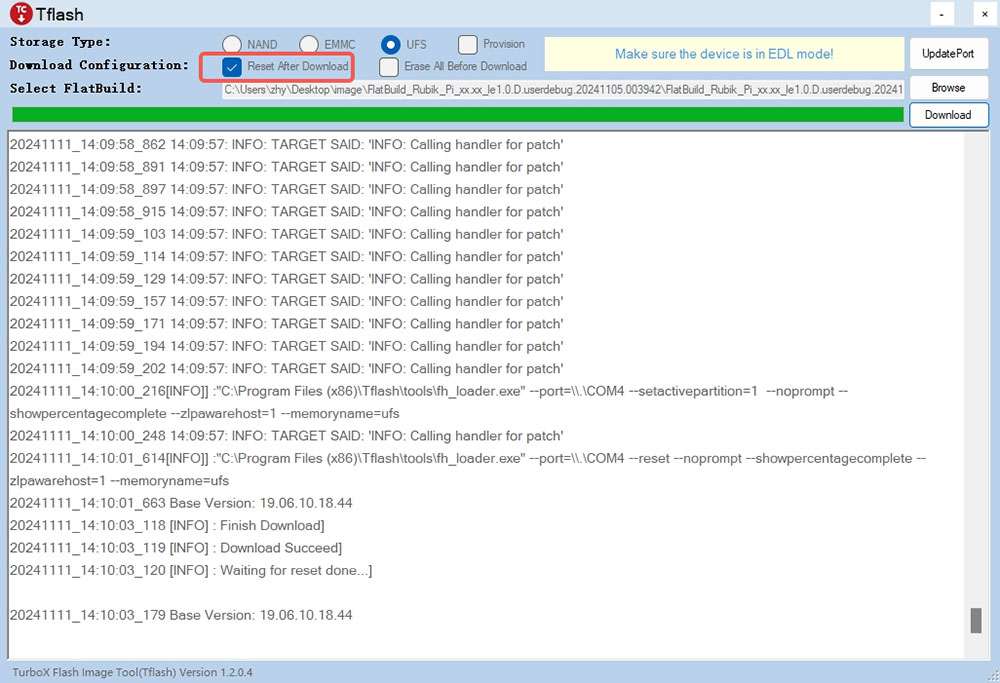 TC Tflash - ×
Storage Type: NAND EMMC UFS Provision
Make sure the device is in EDL mode! UpdatePort
Download Configuration: Reset After Download Erase All Before Download
Select FlatBuild: C:\Users\zhy\Desktop\image\FlatBuild_Rubik_Pi_xx.xx_le1.0.D.userdebug.20241105.003942\FlatBuild_Rubik_Pi_xx.xx_le1.0.D.userdebug.20241 Browse
Download
20241111_14:09:58_862 14:09:57: INFO: TARGET SAID: 'INFO: Calling handler for patch'
20241111_14:09:58_891 14:09:57: INFO: TARGET SAID: 'INFO: Calling handler for patch'
20241111_14:09:58_897 14:09:57: INFO: TARGET SAID: 'INFO: Calling handler for patch'
20241111_14:09:58_915 14:09:57: INFO: TARGET SAID: 'INFO: Calling handler for patch'
20241111_14:09:59_103 14:09:57: INFO: TARGET SAID: 'INFO: Calling handler for patch'
20241111_14:09:59_114 14:09:57: INFO: TARGET SAID: 'INFO: Calling handler for patch'
20241111_14:09:59_129 14:09:57: INFO: TARGET SAID: 'INFO: Calling handler for patch'
20241111_14:09:59_157 14:09:57: INFO: TARGET SAID: 'INFO: Calling handler for patch'
20241111_14:09:59_171 14:09:57: INFO: TARGET SAID: 'INFO: Calling handler for patch'
20241111_14:09:59_194 14:09:57: INFO: TARGET SAID: 'INFO: Calling handler for patch'
20241111_14:09:59_202 14:09:57: INFO: TARGET SAID: 'INFO: Calling handler for patch'
20241111_14:10:00_216[INFO]] :"C:\Program Files (x86)\Tflash\tools\fh_loader.exe" --port=\\.\COM4 --setactivepartition=1  --noprompt --
showpercentagecomplete --zlpawarehost=1 --memoryname=ufs
20241111_14:10:00_248 14:09:57: INFO: TARGET SAID: 'INFO: Calling handler for patch'
20241111_14:10:01_614[INFO]] :"C:\Program Files (x86)\Tflash\tools\fh_loader.exe" --port=\\.\COM4 --reset --noprompt --showpercentagecomplete --
zlpawarehost=1 --memoryname=ufs
20241111_14:10:01_663 Base Version: 19.06.10.18.44
20241111_14:10:03_118 [INFO] : Finish Download]
20241111_14:10:03_119 [INFO] : Download Succeed]
20241111_14:10:03_120 [INFO] : Waiting for reset done...]
20241111_14:10:03_179 Base Version: 19.06.10.18.44
TurboX Flash Image Tool(Tflash) Version 1.2.0.4